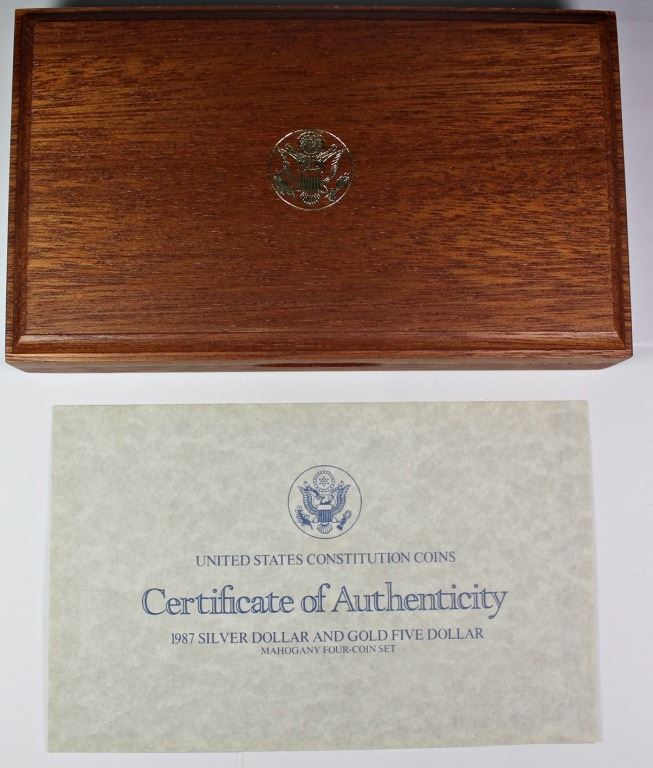 UNITED STATES CONSTITUTION COINS
Certificate of Authenticity
1987 SILVER DOLLAR AND GOLD FIVE DOLLAR
MAHOGANY FOUR-COIN SET